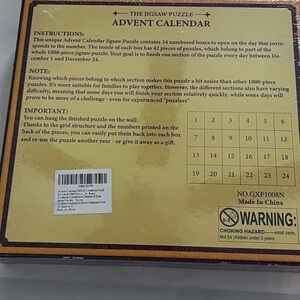 THE JIGSAW PUZZLE
ADVENT CALENDAR
INSTRUCTIONS:
This unique Advent Calendar Jigsaw Puzzle contains 24 numbered boxes to open on the day that corre-
sponds to the number. The inside of each box has 42 pieces of puzzles, which belong to part of the
whole 1008-piece jigsaw puzzle. Your goal is to finish one section of the puzzle every day between De-
cember 1 and December 24.
NOTE:
Knowing which pieces belong to which section makes this puzzle a bit easier than other 1000-piece
puzzles. It's more suitable for families to play together. However, the different sections also have varying
difficulty, meaning that some days you will finish your section relatively quickly, while some days will
prove to be more of a challenge - even for experienced "puzzlers"
IMPORTANT:
You can hang the finished puzzle on the wall.
Thanks to the grid structure and the numbers printed on the
back of the pieces, you can easily put them back into each box
and re-use the puzzle another year - or give it away as a gift.
1 2 3 4 5 6
7 8 9 10 11 12
13 14 15 16 17 18
19 20 21 22 23 24
NO.GXF1008N
Made In China
WARNING:
CHOKING HAZARD—small parts.
Not for children under 3 years.